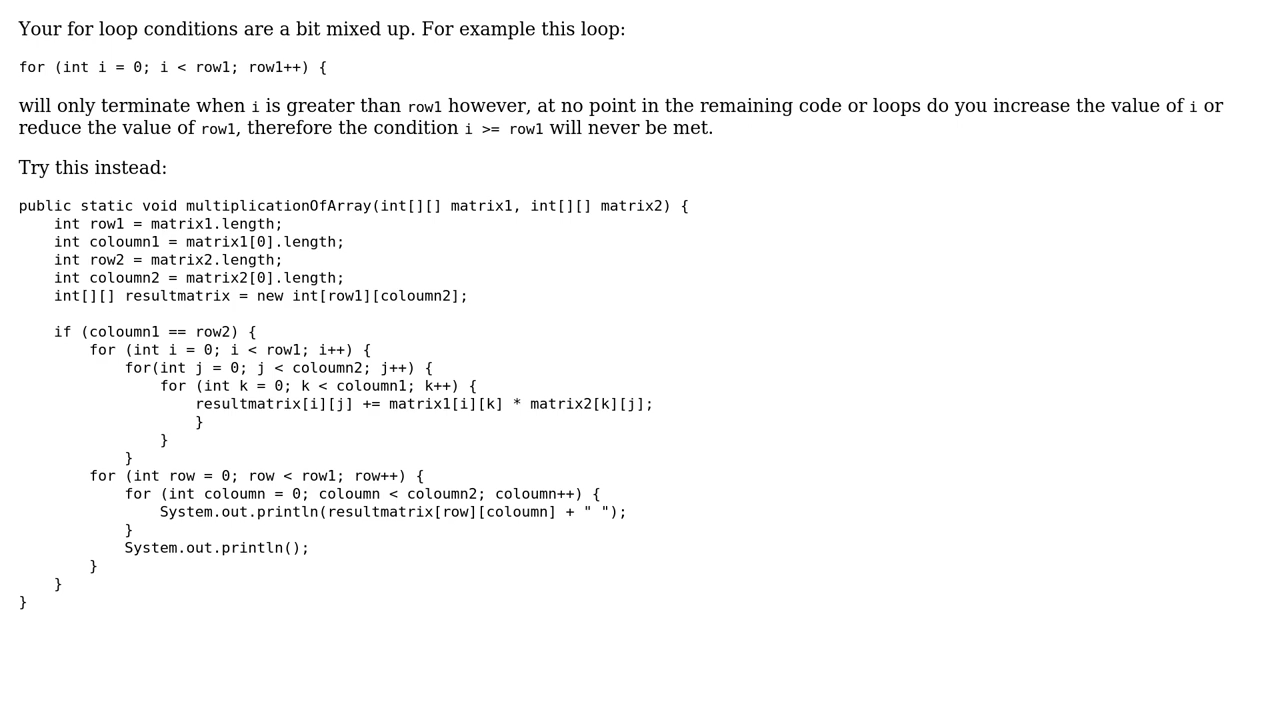 Your for loop conditions are a bit mixed up. For example this loop:
for (int i = 0; i < row1; row1++) {
will only terminate when i is greater than row1 however, at no point in the remaining code or loops do you increase the value of i or
reduce the value of row1, therefore the condition i >= row1 will never be met.
Try this instead:
public static void multiplicationOfArray(int[][] matrix1, int[][] matrix2) {
    int row1 = matrix1.length;
    int coloumn1 = matrix1[0].length;
    int row2 = matrix2.length;
    int coloumn2 = matrix2[0].length;
    int[][] resultmatrix = new int[row1][coloumn2];

    if (coloumn1 == row2) {
        for (int i = 0; i < row1; i++) {
            for(int j = 0; j < coloumn2; j++) {
                for (int k = 0; k < coloumn1; k++) {
                    resultmatrix[i][j] += matrix1[i][k] * matrix2[k][j];
                    }
                }
            }
        for (int row = 0; row < row1; row++) {
            for (int coloumn = 0; coloumn < coloumn2; coloumn++) {
                System.out.println(resultmatrix[row][coloumn] + " ");
            }
            System.out.println();
        }
    }
}